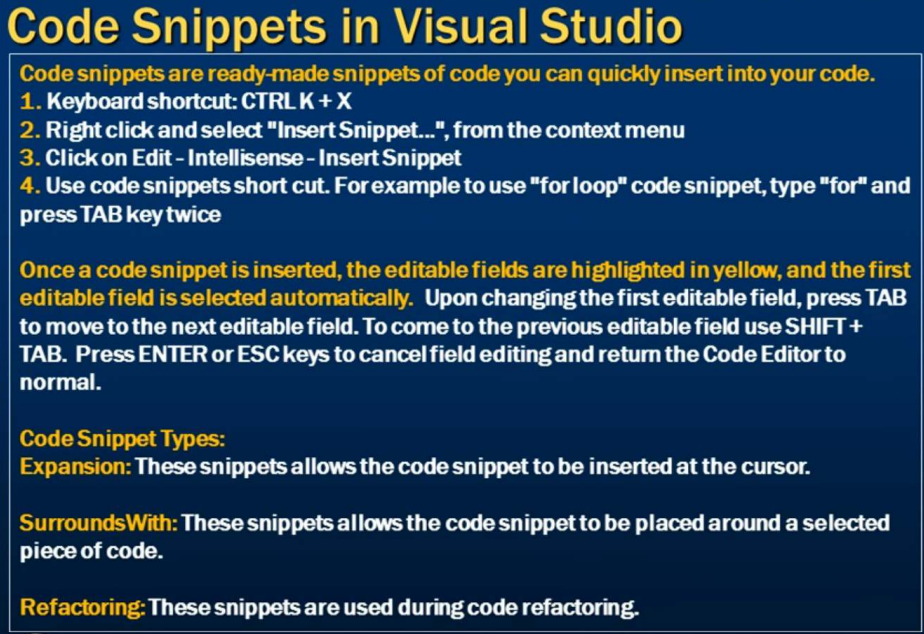 Code Snippets in Visual Studio
Code snippets are ready-made snippets of code you can quickly insert into your code.
1. Keyboard shortcut: CTRL K + X
2. Right click and select "Insert Snippet...", from the context menu
3. Click on Edit - Intellisense - Insert Snippet
4. Use code snippets short cut. For example to use "for loop" code snippet, type "for" and
press TAB key twice
Once a code snippet is inserted, the editable fields are highlighted in yellow, and the first
editable field is selected automatically. Upon changing the first editable field, press TAB
to move to the next editable field. To come to the previous editable field use SHIFT +
TAB. Press ENTER or ESC keys to cancel field editing and return the Code Editor to
normal.
Code Snippet Types:
Expansion: These snippets allows the code snippet to be inserted at the cursor.
SurroundsWith: These snippets allows the code snippet to be placed around a selected
piece of code.
Refactoring: These snippets are used during code refactoring.